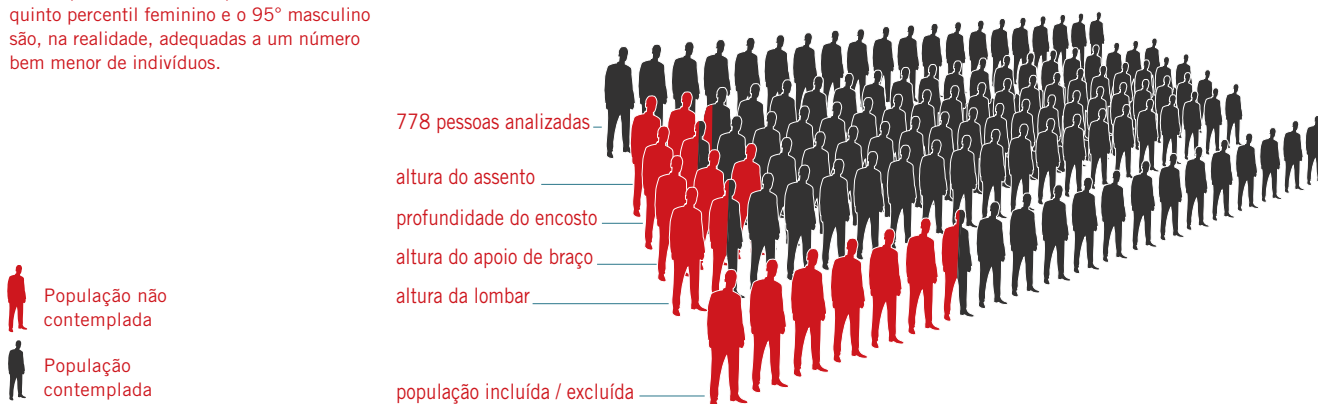 quinto percentil feminino e o 95° masculino
são, na realidade, adequadas a um número
bem menor de indivíduos.
778 pessoas analizadas
altura do assento
profundidade do encosto
altura do apoio de braço
altura da lombar
população incluída / excluída
População não
contemplada
População
contemplada